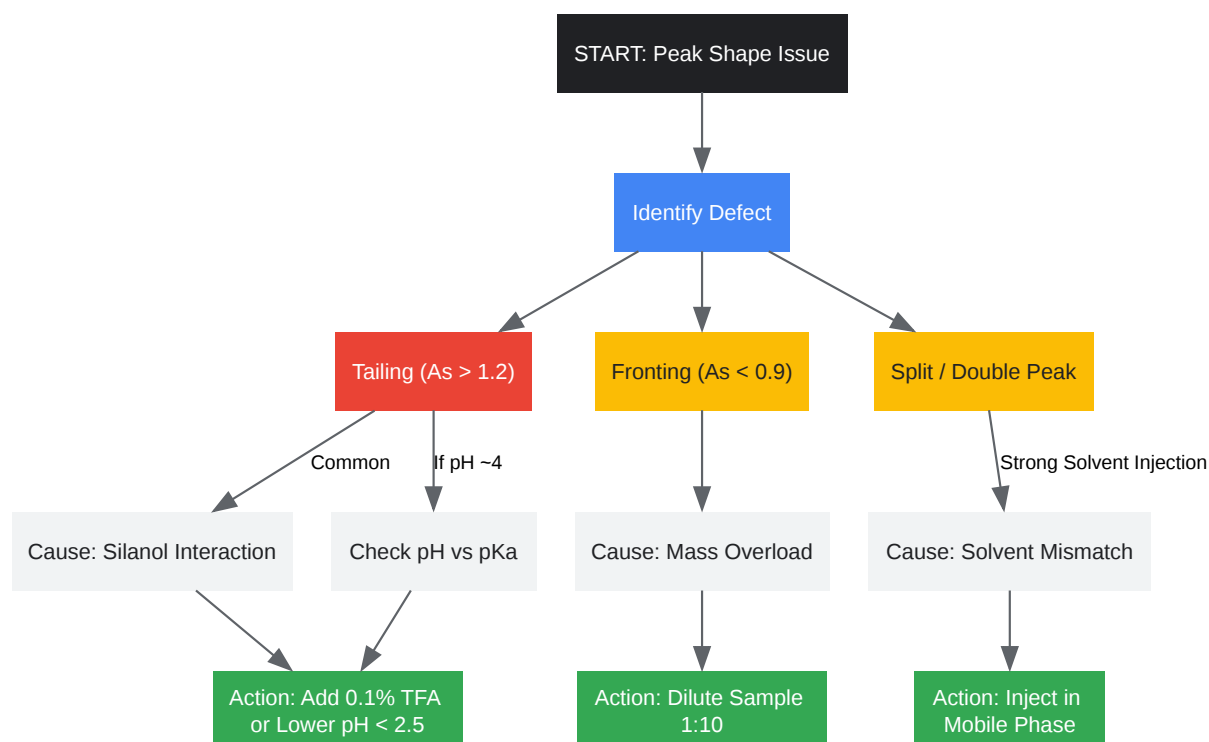 START: Peak Shape Issue
Identify Defect
Tailing (As > 1.2)
Fronting (As < 0.9)
Split / Double Peak
Common
If pH ~4
Strong Solvent Injection
Cause: Silanol Interaction
Check pH vs pKa
Cause: Mass Overload
Cause: Solvent Mismatch
Action: Add 0.1% TFA
or Lower pH < 2.5
Action: Dilute Sample
1:10
Action: Inject in
Mobile Phase